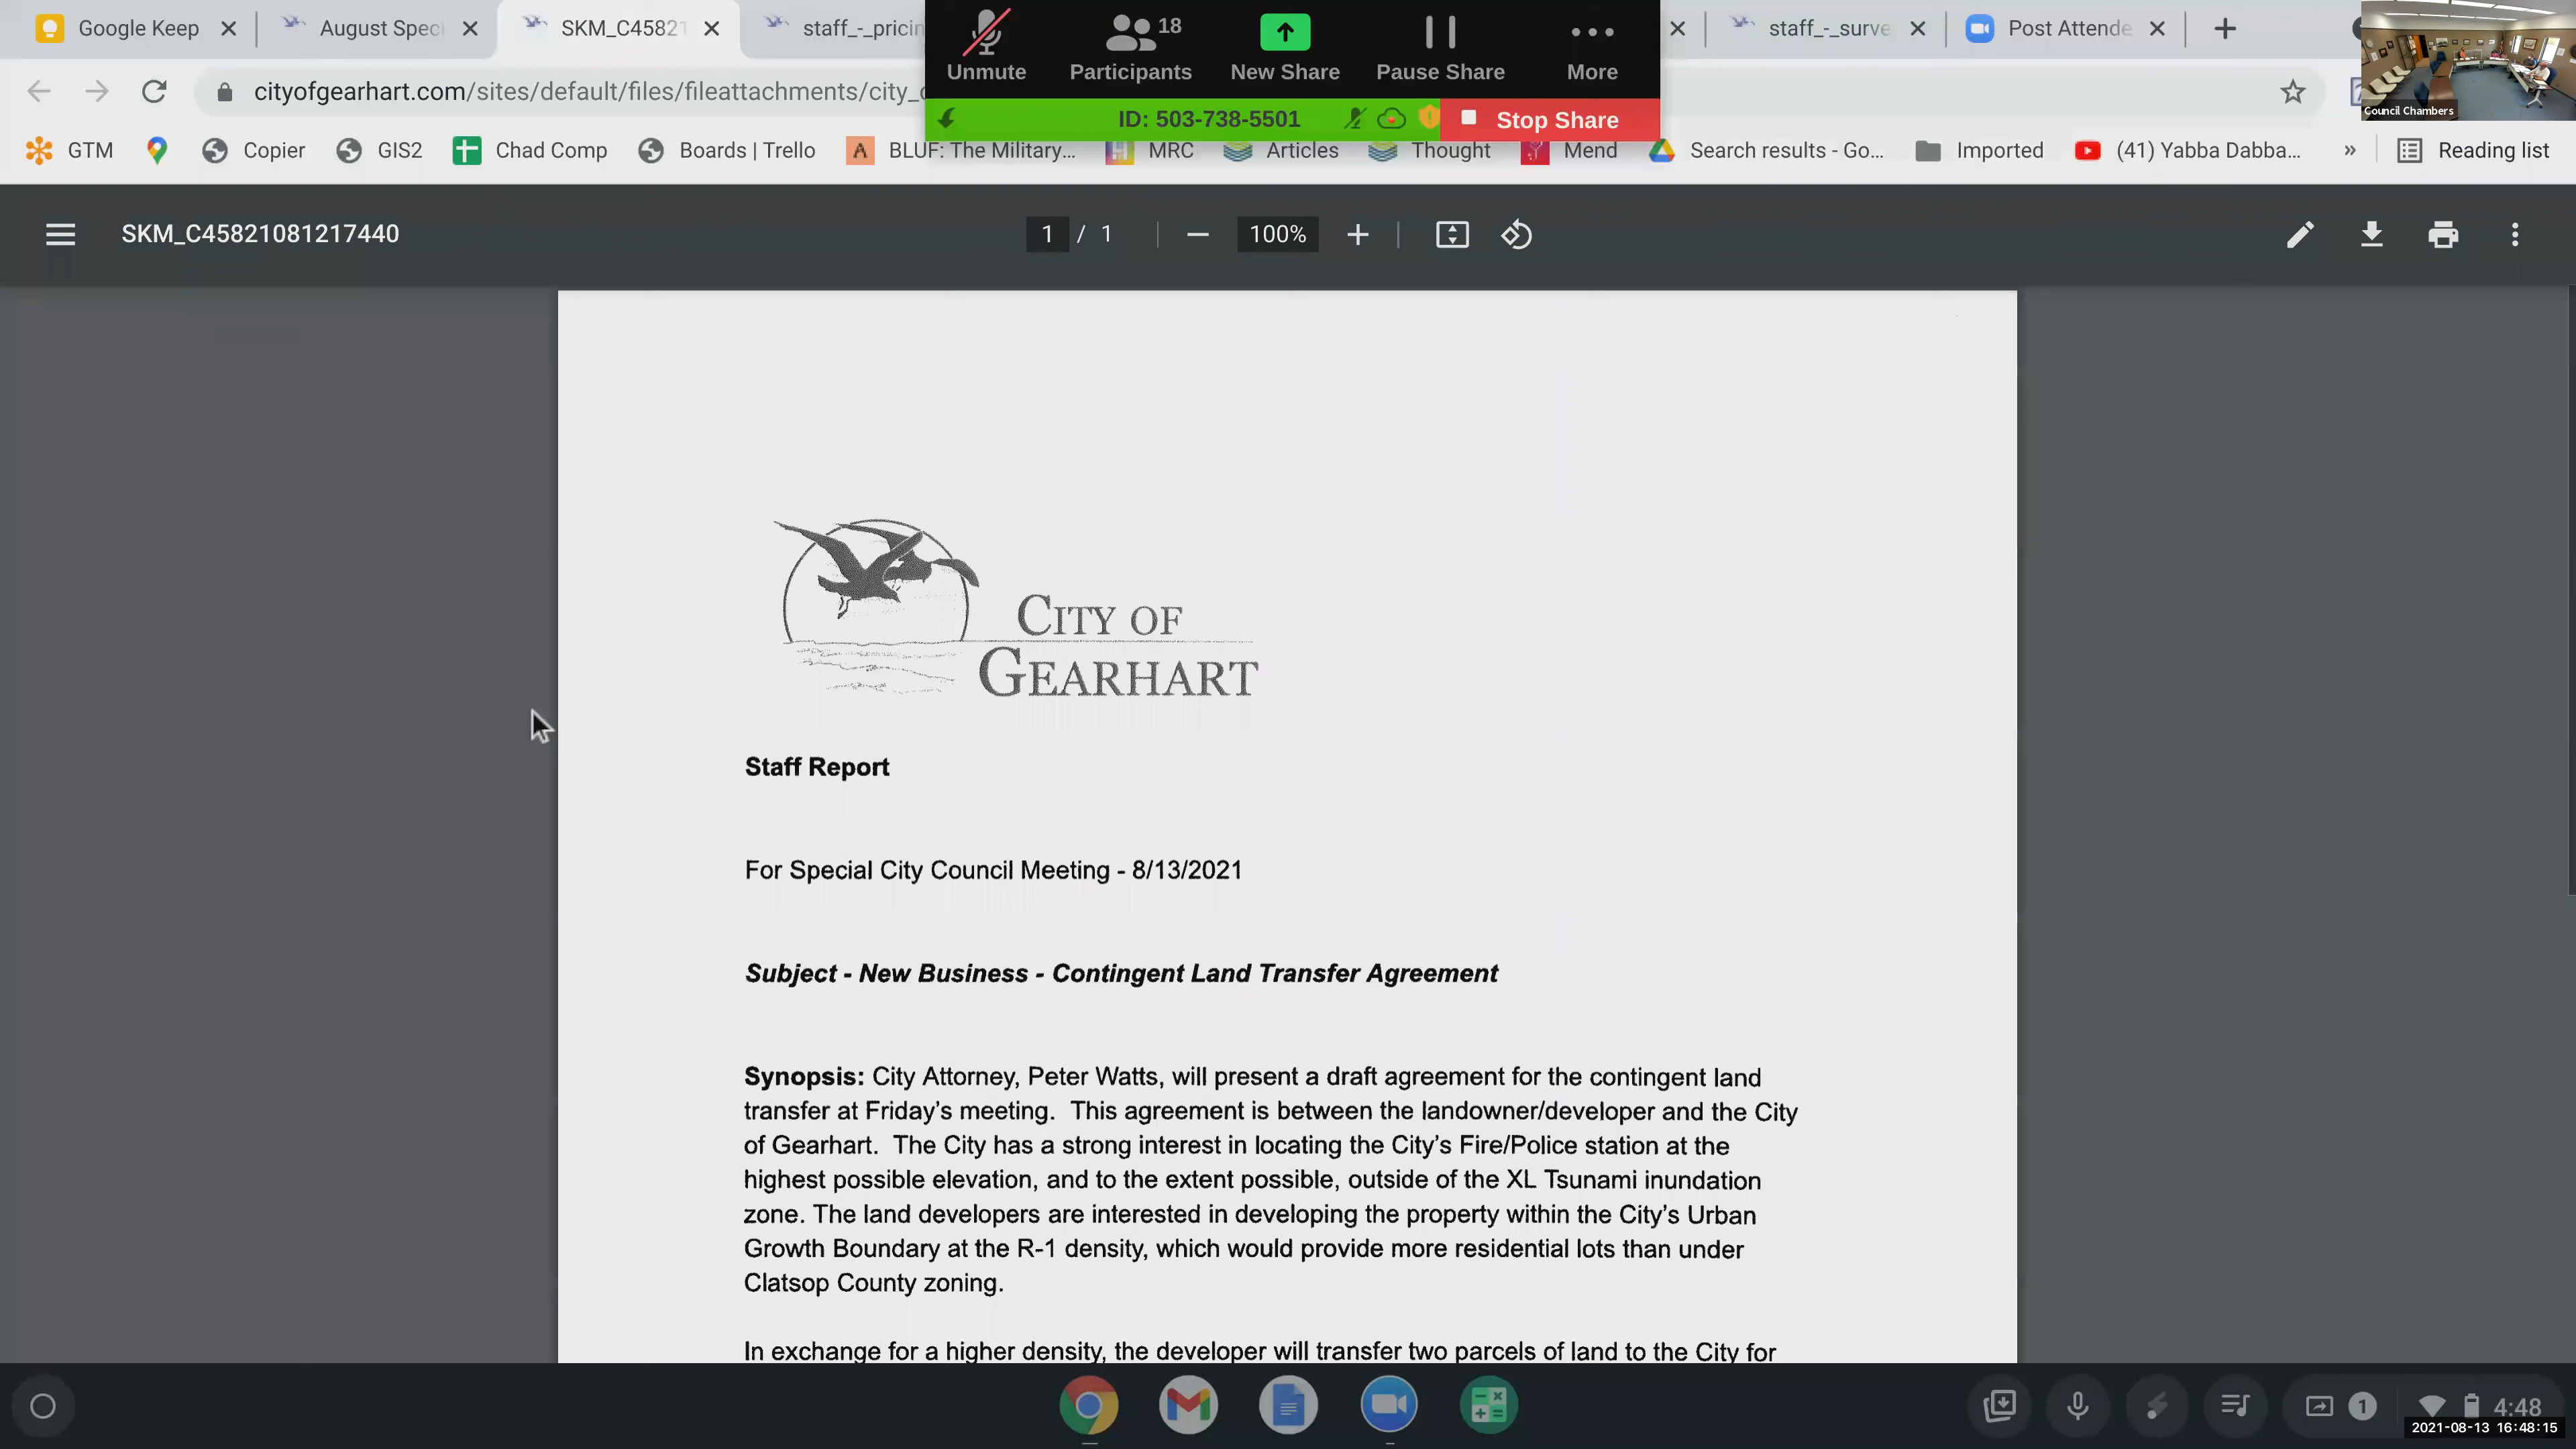 Google Keep
August Spec
SKM_C4582
staff_-_pricin
staff_-_surve
Post Attende
Unmute
18
Participants
New Share
Pause Share
More
Council Chambers
cityofgearhart.com/sites/default/files/fileattachments/city_
ID: 503-738-5501
Stop Share
GTM
Copier
GIS2
Chad Comp
Boards | Trello
BLUF: The Military...
MRC
Articles
Thought
Mend
Search results - Go...
Imported
(41) Yabba Dabba...
»
Reading list
SKM_C45821081217440
1 / 1
100%
CITY OF
GEARHART
Staff Report
For Special City Council Meeting - 8/13/2021
Subject - New Business - Contingent Land Transfer Agreement
Synopsis: City Attorney, Peter Watts, will present a draft agreement for the contingent land
transfer at Friday's meeting. This agreement is between the landowner/developer and the City
of Gearhart. The City has a strong interest in locating the City's Fire/Police station at the
highest possible elevation, and to the extent possible, outside of the XL Tsunami inundation
zone. The land developers are interested in developing the property within the City's Urban
Growth Boundary at the R-1 density, which would provide more residential lots than under
Clatsop County zoning.
In exchange for a higher density, the developer will transfer two parcels of land to the City for
1
4:48
2021-08-13 16:48:15